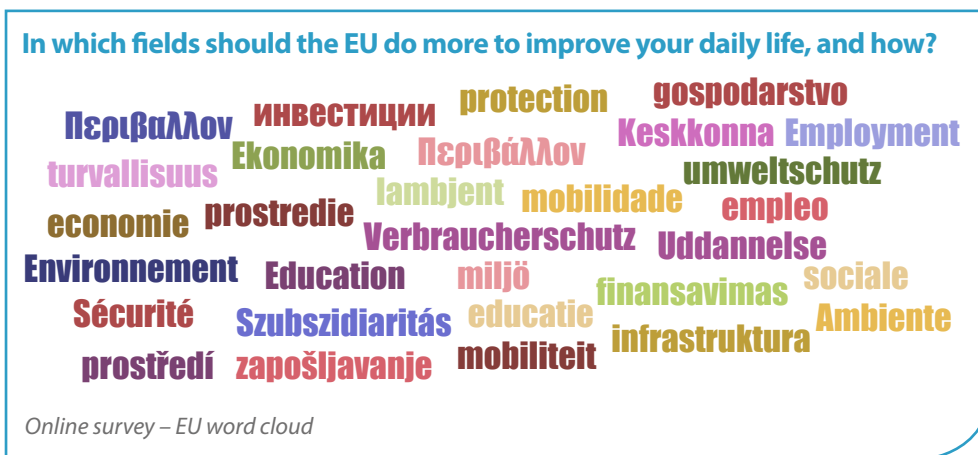 In which fields should the EU do more to improve your daily life, and how?
Περιβαλλον инвестиции protection gospodarstvo
Keskkonna Employment
turvallisuus Ekonomika Περιβάλλον umweltschutz
lambjent mobilidade empleo
economie prostredie
Verbraucherschutz Uddannelse
Environnement Education miljö sociale
finansavimas
Sécurité Szubszidiaritás educatie Ambiente
infrastruktura
prostředí zapošljavanje mobiliteit
Online survey – EU word cloud